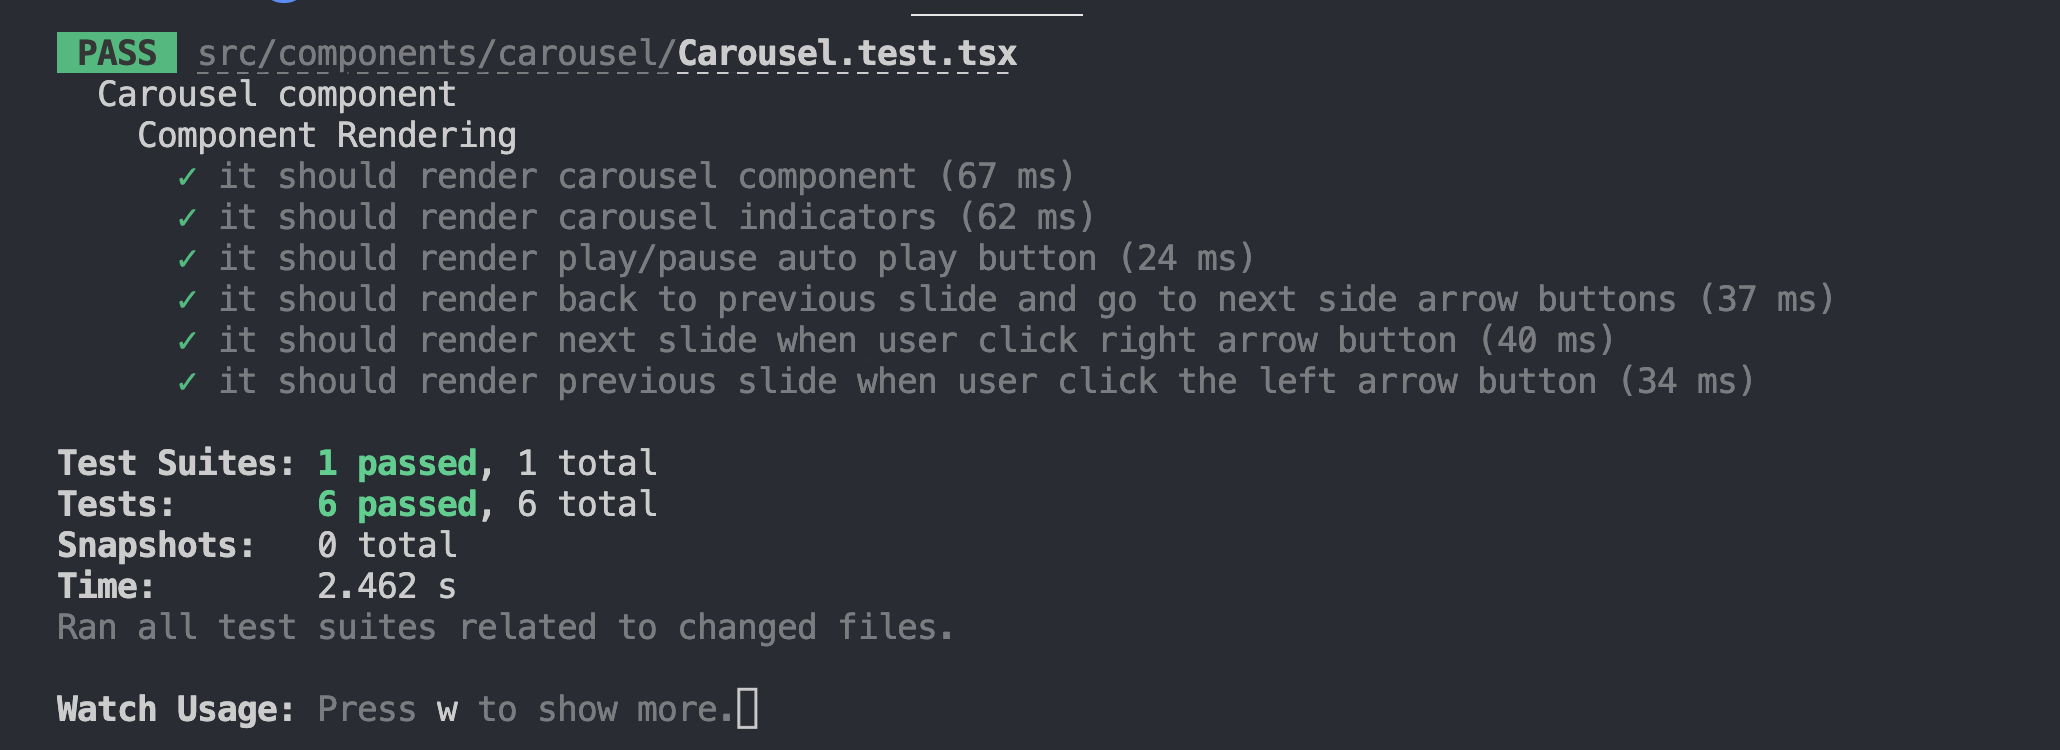 PASS src/components/carousel/Carousel.test.tsx
Carousel component
Component Rendering
✓ it should render carousel component (67 ms)
✓ it should render carousel indicators (62 ms)
✓ it should render play/pause auto play button (24 ms)
✓ it should render back to previous slide and go to next side arrow buttons (37 ms)
✓ it should render next slide when user click right arrow button (40 ms)
✓ it should render previous slide when user click the left arrow button (34 ms)
Test Suites: 1 passed, 1 total
Tests: 6 passed, 6 total
Snapshots: 0 total
Time: 2.462 s
Ran all test suites related to changed files.
Watch Usage: Press w to show more.